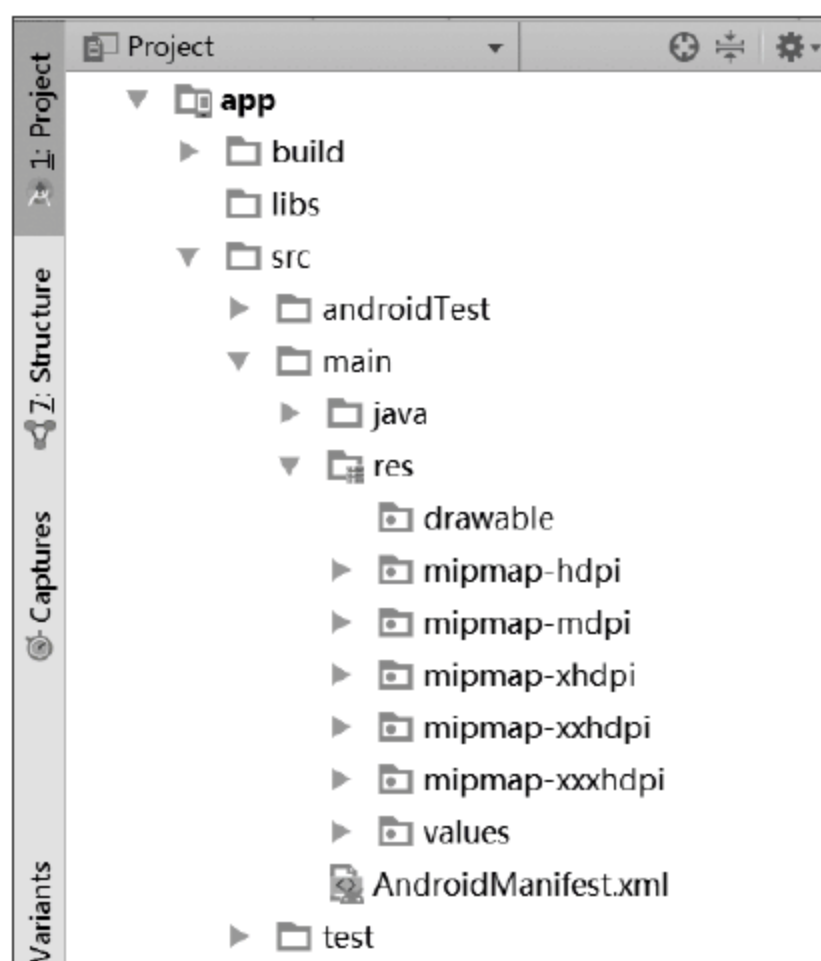 Project
app
build
libs
src
androidTest
main
java
res
drawable
mipmap-hdpi
mipmap-mdpi
mipmap-xhdpi
mipmap-xxhdpi
mipmap-xxxhdpi
values
AndroidManifest.xml
test
1: Project
7: Structure
Captures
Variants